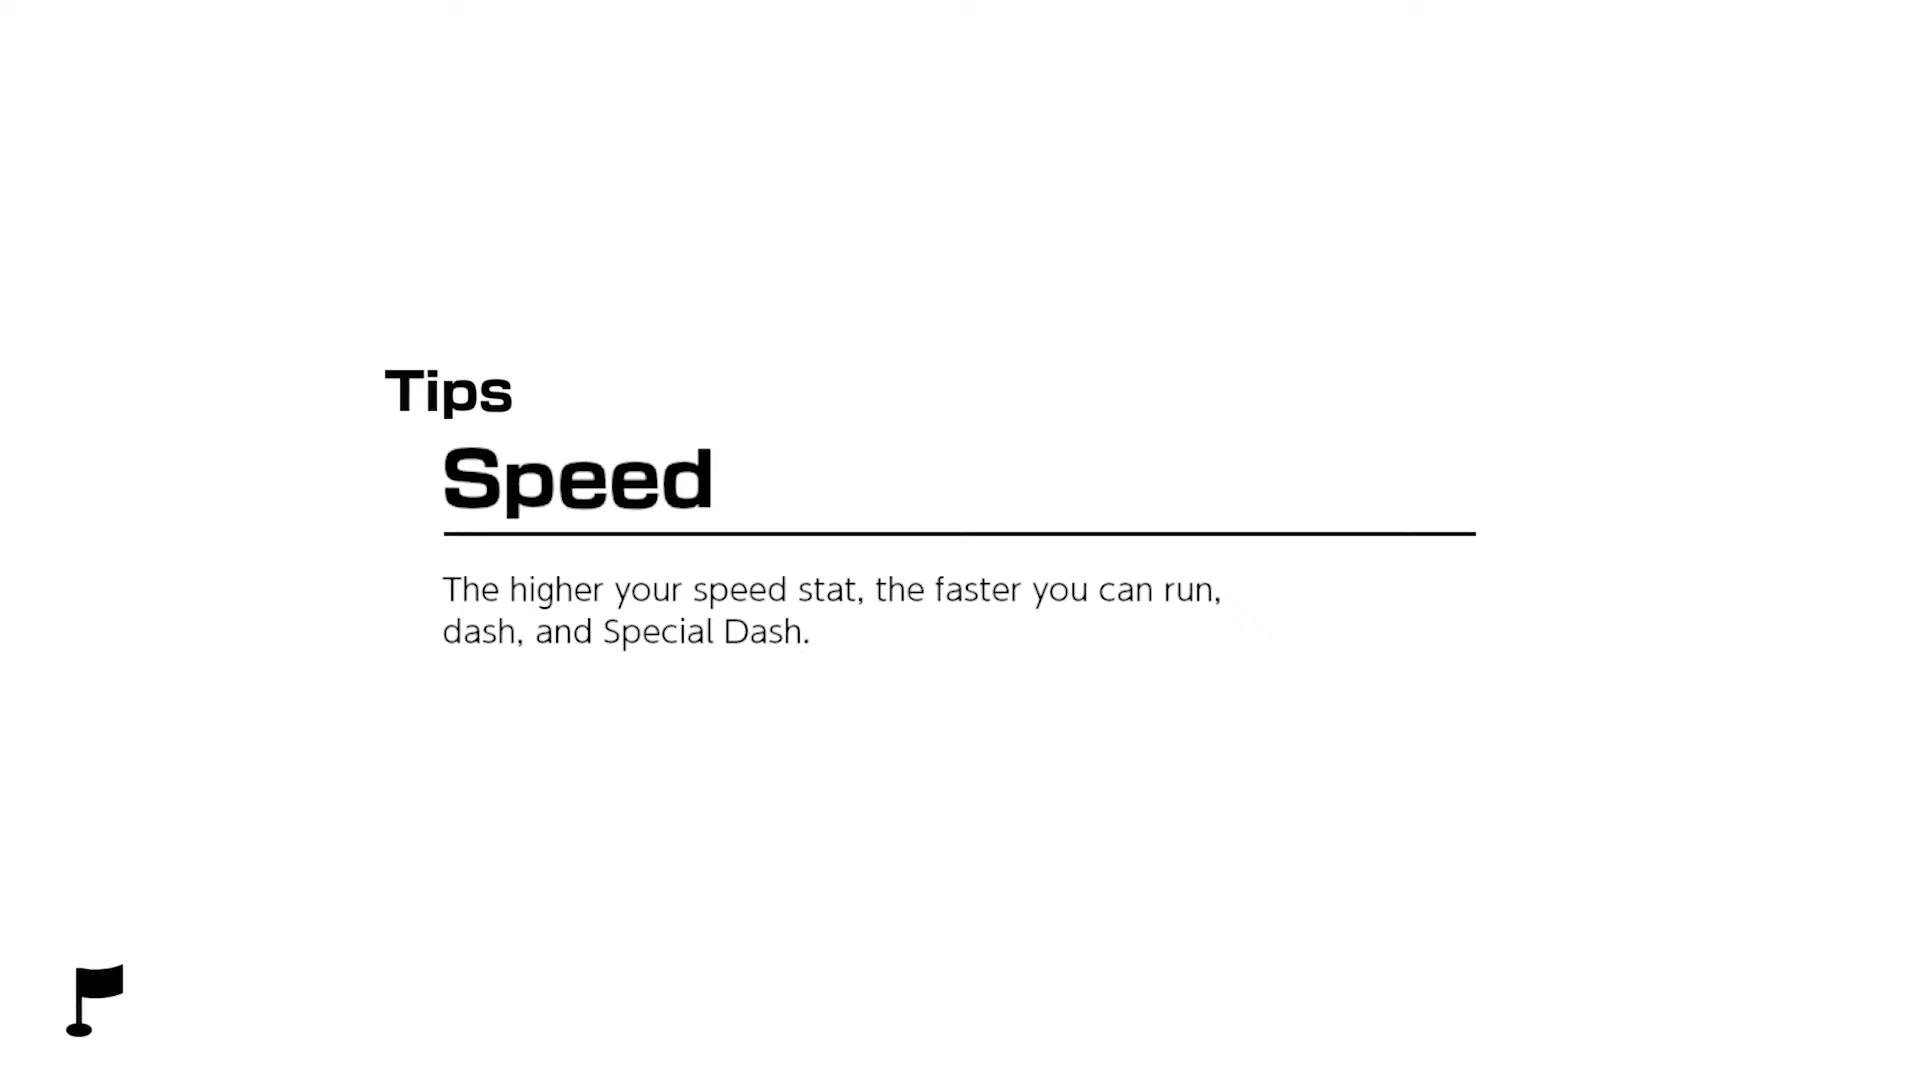 Tips
Speed
The higher your speed stat, the faster you can run,
dash, and Special Dash.